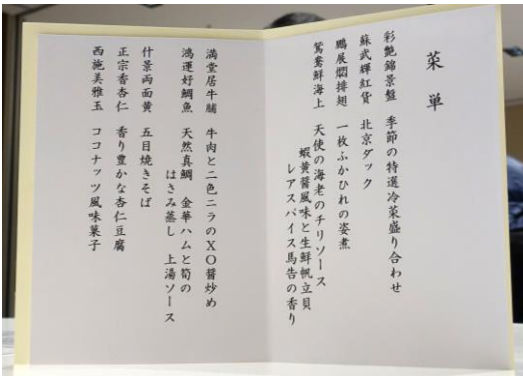 菜単
彩艶錦景盤　季節の特選冷菜盛り合わせ
蘇武輝紅貨　北京ダック
鵬展燜排翅　一枚ふかひれの姿煮
鴛鴦鮮海上　天使の海老のチリソース
蝦黄醤風味と生鮮帆立貝
レアスパイス馬告の香り
満堂居牛脯　牛肉と二色ニラのＸＯ醤炒め
鴻運好鯛魚　天然真鯛　金華ハムと筍の
はさみ蒸し　上湯ソース
什景両面黄　五目焼きそば
正宗香杏仁　香り豊かな杏仁豆腐
西施美雅玉　ココナッツ風味菓子